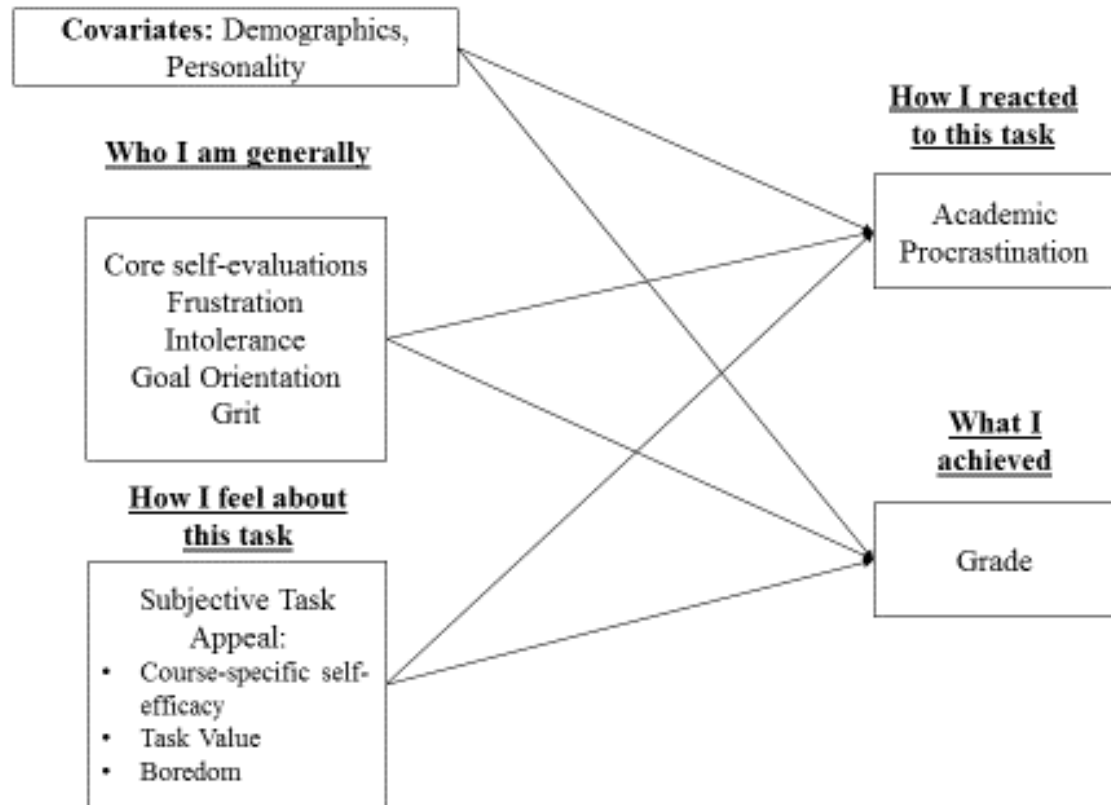 Covariates: Demographics,
Personality
Who I am generally
Core self-evaluations
Frustration
Intolerance
Goal Orientation
Grit
How I feel about
this task
Subjective Task
Appeal:
• Course-specific self-
efficacy
• Task Value
• Boredom
How I reacted
to this task
Academic
Procrastination
What I
achieved
Grade